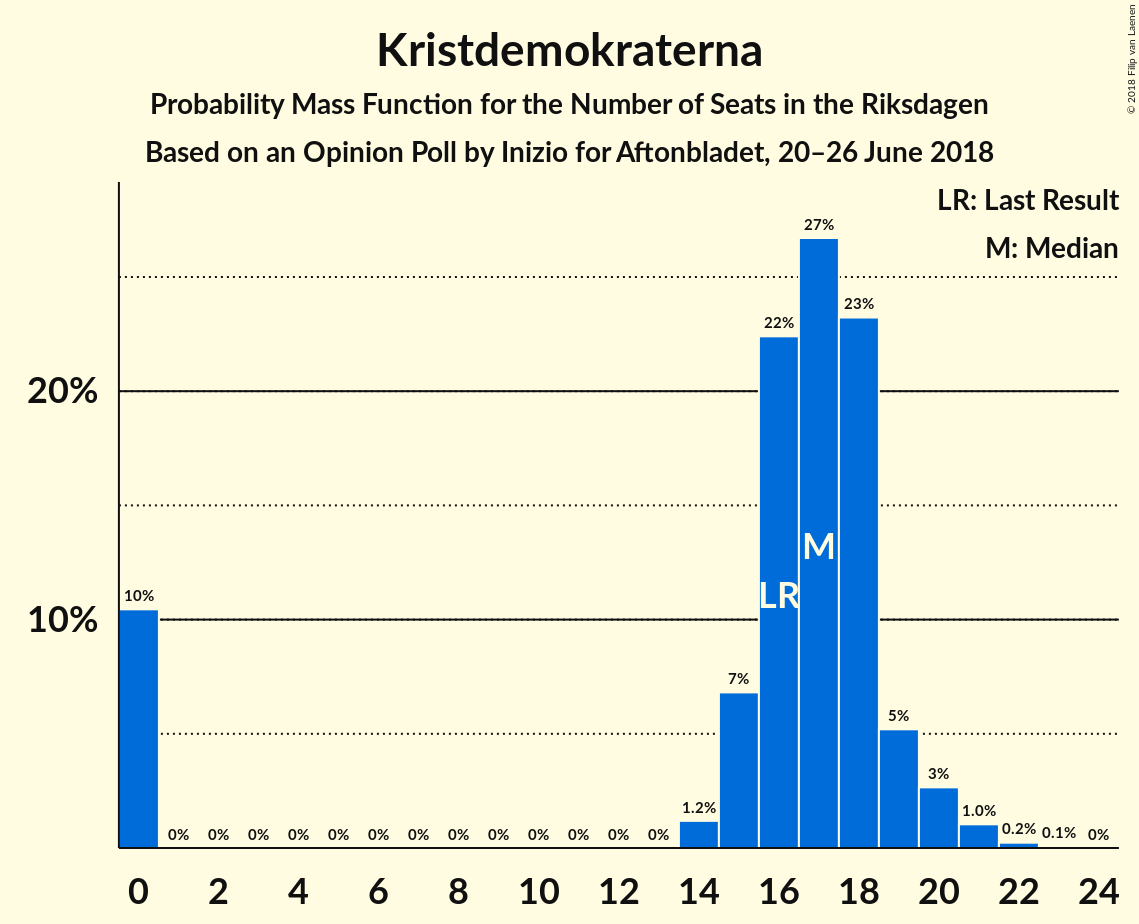 Kristdemokraterna
Probability Mass Function for the Number of Seats in the Riksdagen
Based on an Opinion Poll by Inizio for Aftonbladet, 20–26 June 2018
© 2018 Filip van Laenen
LR: Last Result
M: Median
27%
23%
22%
20%
M
LR
10%
10%
7%
5%
3%
1.2%
1.0%
0% 0% 0% 0% 0% 0% 0% 0% 0% 0% 0% 0% 0% 0.2% 0.1% 0%
0 2 4 6 8 10 12 14 16 18 20 22 24